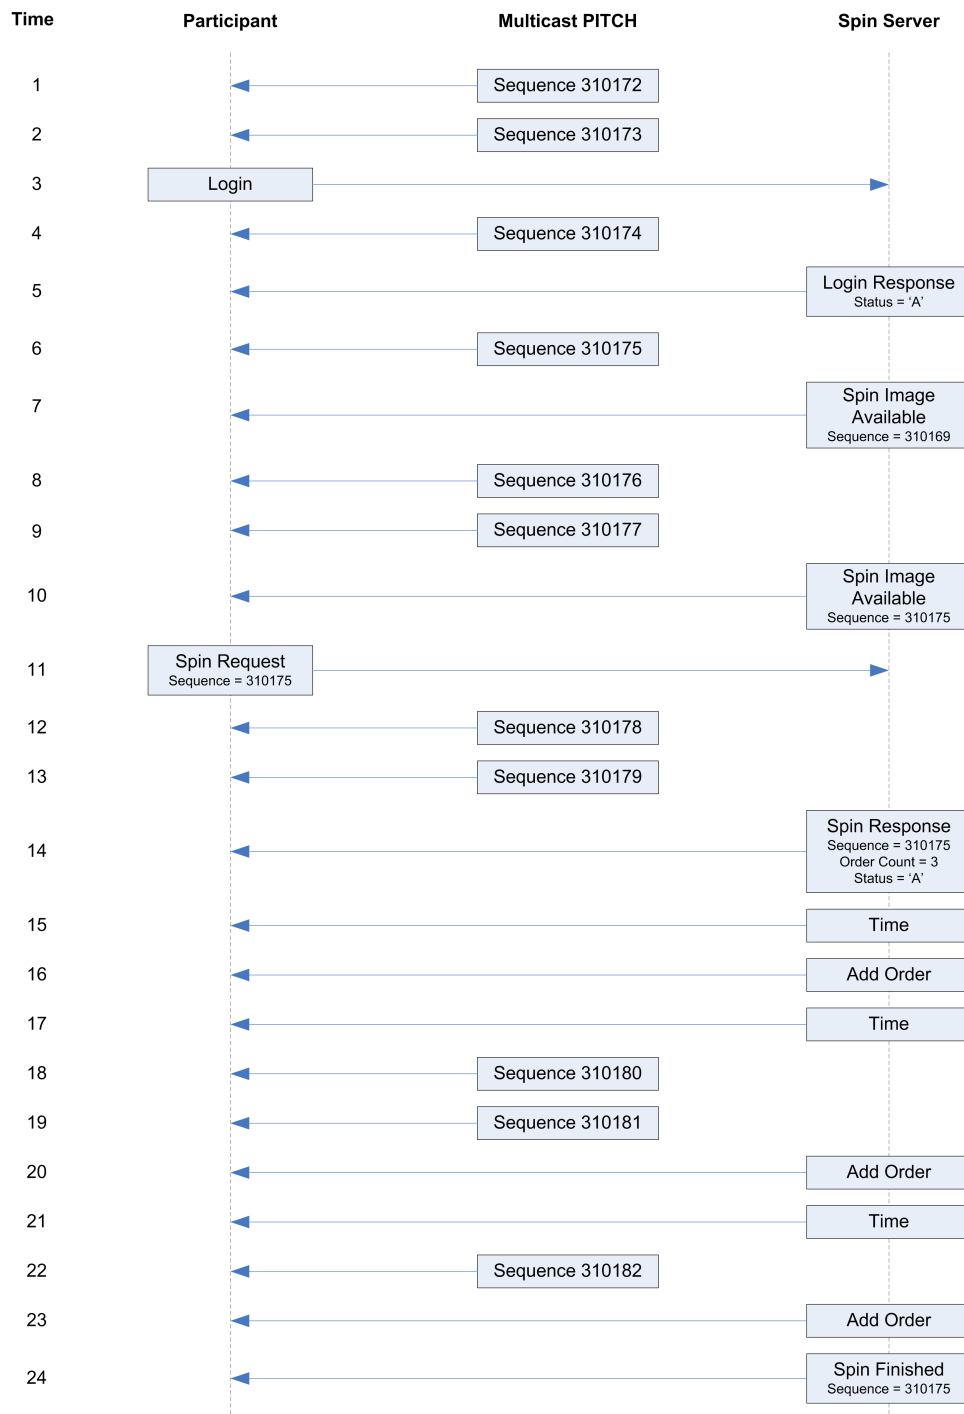 Time Participant Multicast PITCH Spin Server
1 Sequence 310172
2 Sequence 310173
3 Login
4 Sequence 310174
5 Login Response
Status = ‘A’
6 Sequence 310175
7 Spin Image
Available
Sequence = 310169
8 Sequence 310176
9 Sequence 310177
10 Spin Image
Available
Sequence = 310175
11 Spin Request
Sequence = 310175
12 Sequence 310178
13 Sequence 310179
14 Spin Response
Sequence = 310175
Order Count = 3
Status = ‘A’
15 Time
16 Add Order
17 Time
18 Sequence 310180
19 Sequence 310181
20 Add Order
21 Time
22 Sequence 310182
23 Add Order
24 Spin Finished
Sequence = 310175